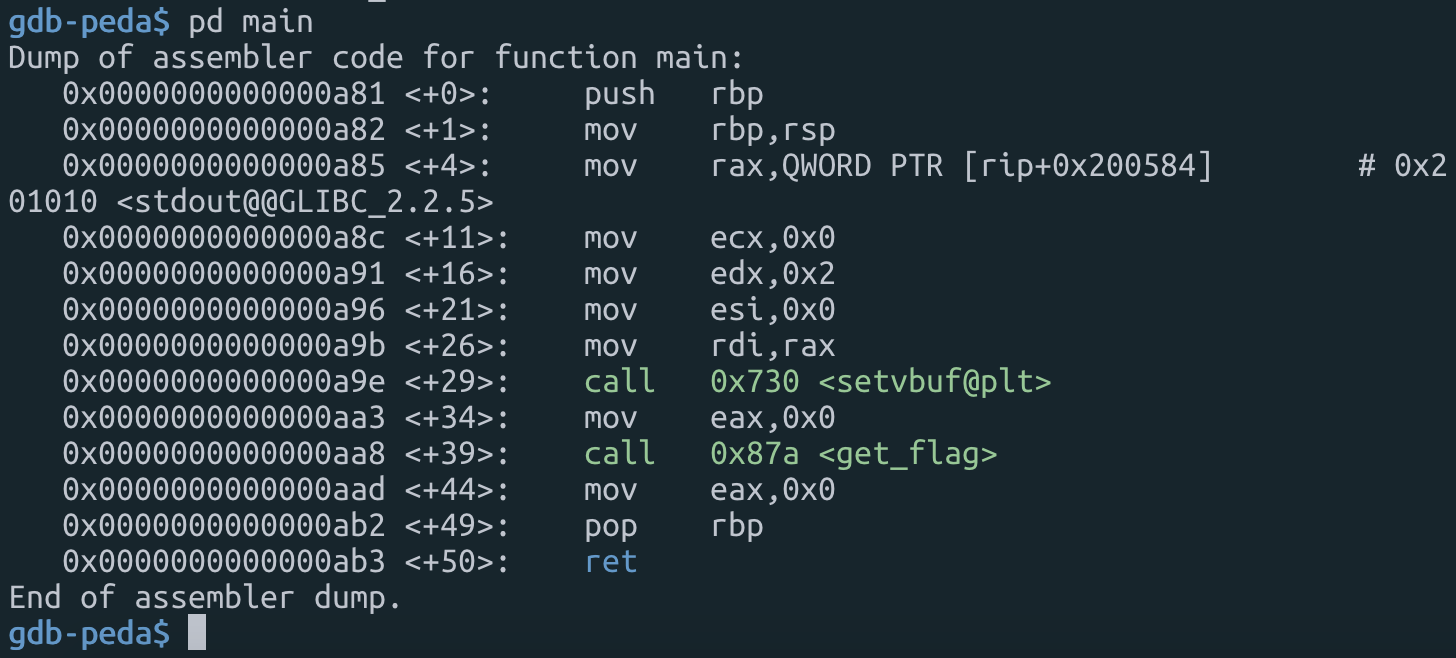 gdb-peda$ pd main
Dump of assembler code for function main:
   0x0000000000000a81 <+0>:     push   rbp
   0x0000000000000a82 <+1>:     mov    rbp,rsp
   0x0000000000000a85 <+4>:     mov    rax,QWORD PTR [rip+0x200584]        # 0x2
01010 <stdout@@GLIBC_2.2.5>
   0x0000000000000a8c <+11>:    mov    ecx,0x0
   0x0000000000000a91 <+16>:    mov    edx,0x2
   0x0000000000000a96 <+21>:    mov    esi,0x0
   0x0000000000000a9b <+26>:    mov    rdi,rax
   0x0000000000000a9e <+29>:    call   0x730 <setvbuf@plt>
   0x0000000000000aa3 <+34>:    mov    eax,0x0
   0x0000000000000aa8 <+39>:    call   0x87a <get_flag>
   0x0000000000000aad <+44>:    mov    eax,0x0
   0x0000000000000ab2 <+49>:    pop    rbp
   0x0000000000000ab3 <+50>:    ret
End of assembler dump.
gdb-peda$